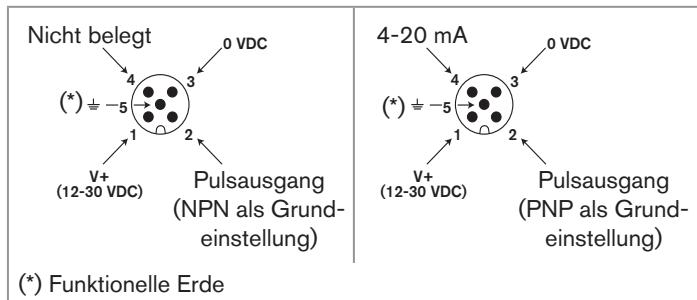 Nicht belegt
0 VDC
4
3
(*)
5
1
2
V+
(12-30 VDC)
Pulsausgang
(NPN als Grund-
einstellung)
4-20 mA
0 VDC
4
3
(*)
5
1
2
V+
(12-30 VDC)
Pulsausgang
(PNP als Grund-
einstellung)
(*) Funktionelle Erde